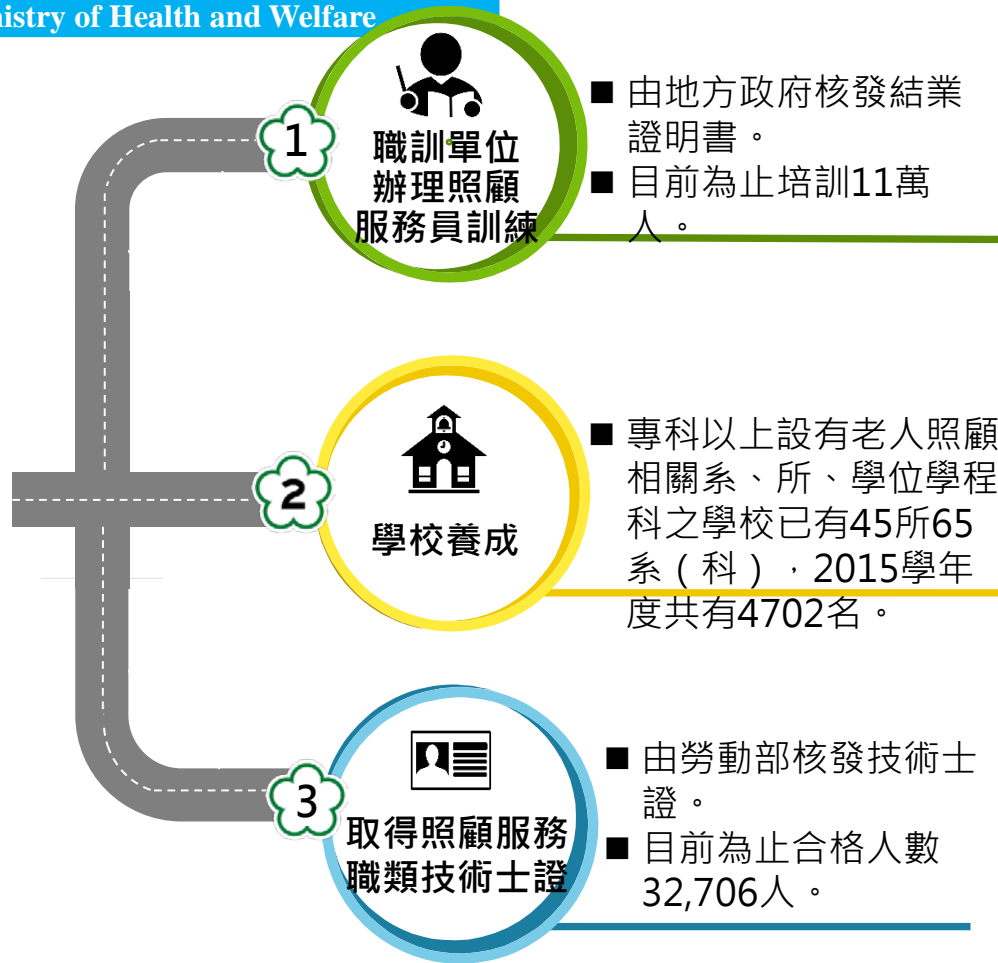 nistry of Health and Welfare
1
職訓單位
辦理照顧
服務員訓練
■ 由地方政府核發結業
證明書。
■ 目前為止培訓11萬
人。
2
學校養成
■ 專科以上設有老人照顧
相關系、所、學位學程
科之學校已有45所65
系（科），2015學年
度共有4702名。
3
取得照顧服務
職類技術士證
■ 由勞動部核發技術士
證。
■ 目前為止合格人數
32,706人。